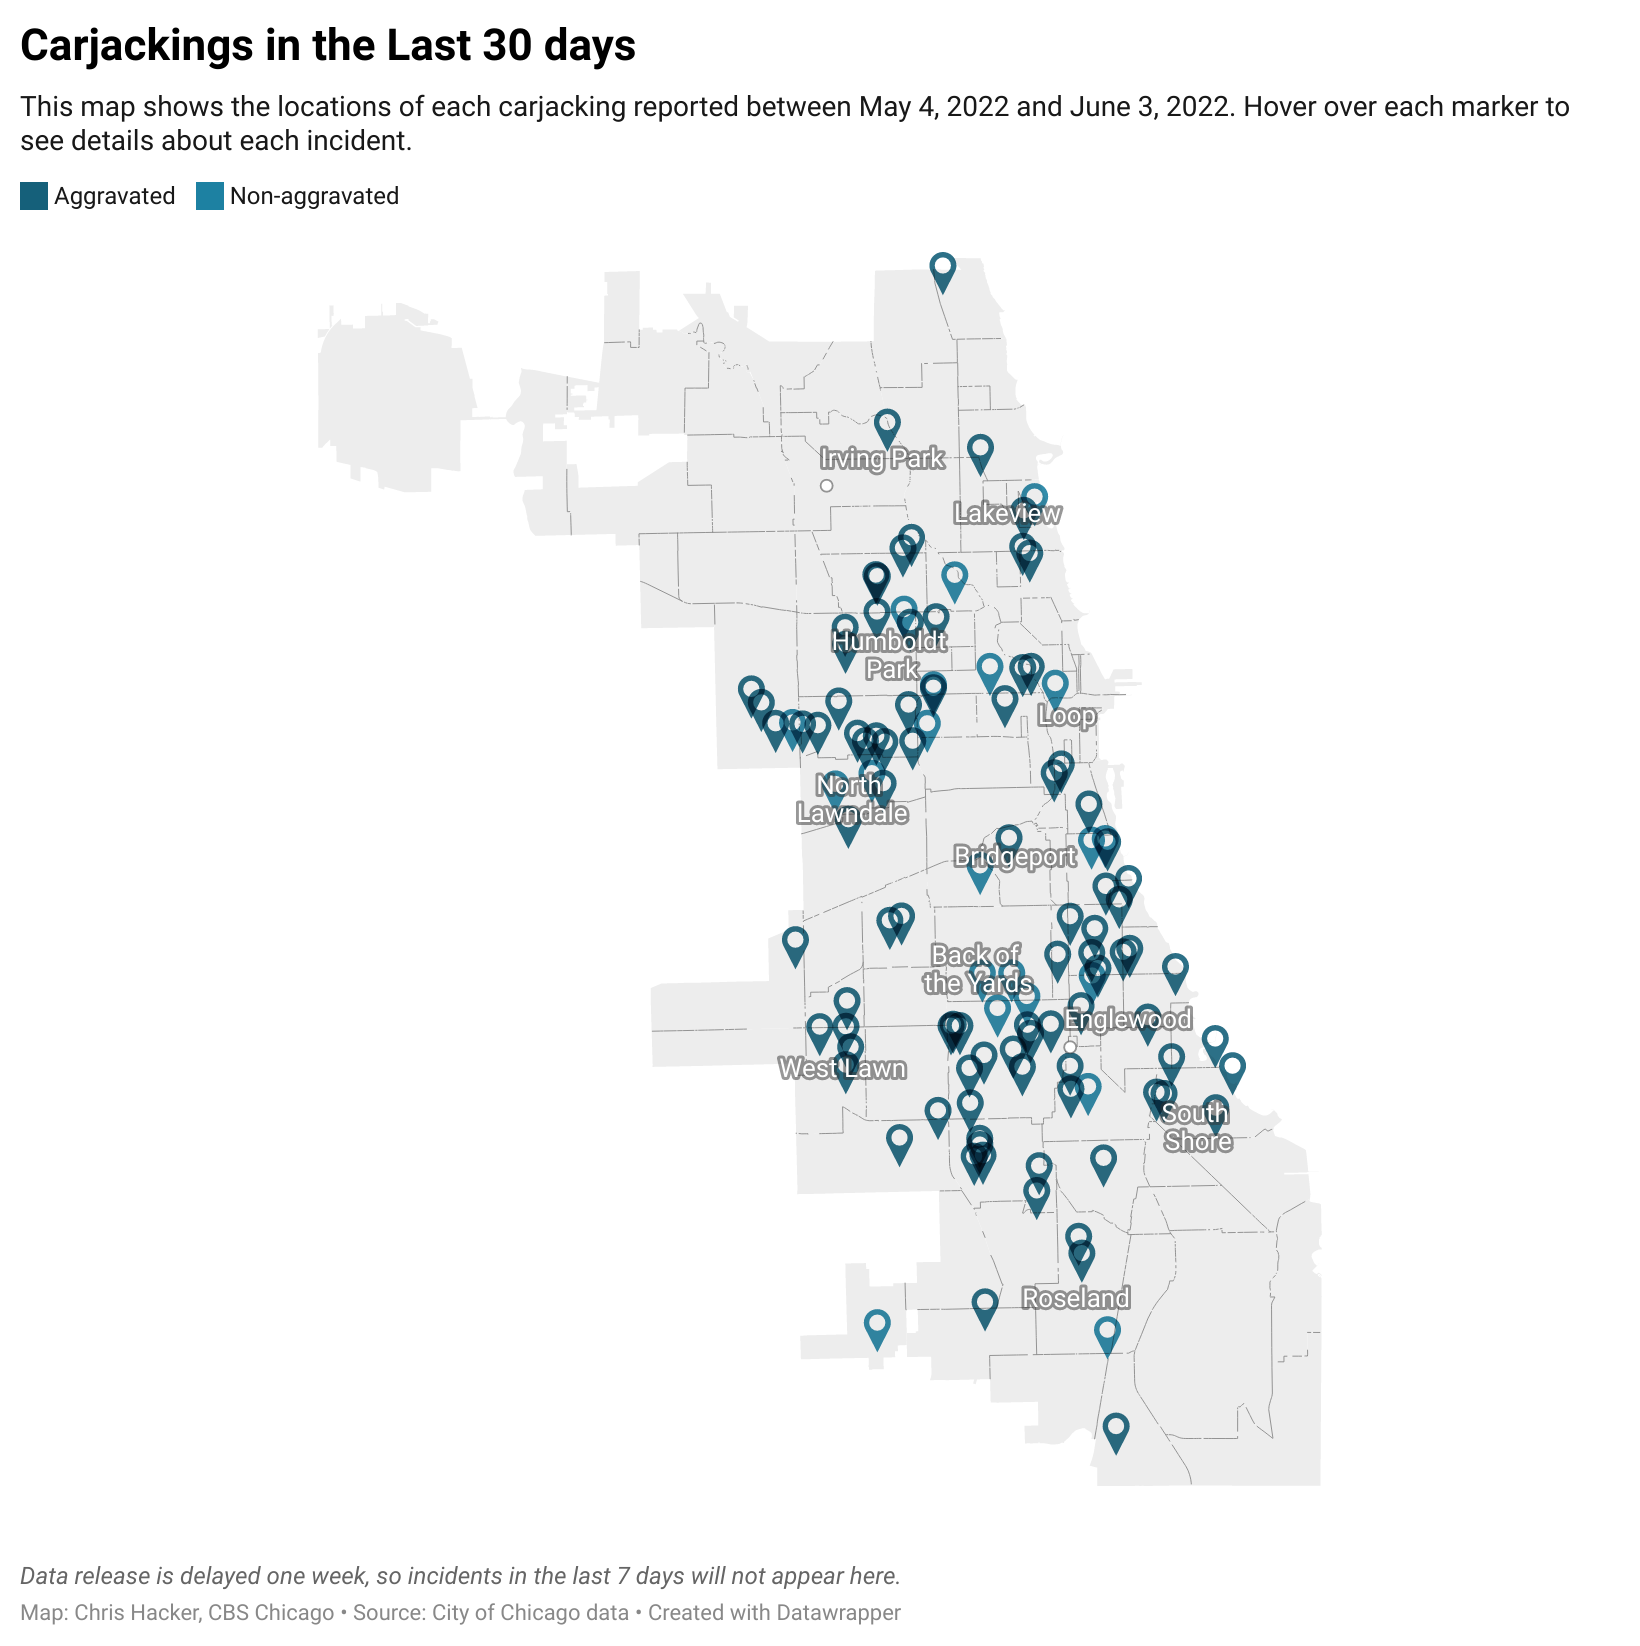 Carjackings in the Last 30 days
This map shows the locations of each carjacking reported between May 4, 2022 and June 3, 2022. Hover over each marker to
see details about each incident.
Aggravated Non-aggravated
Irving Park
Lakeview
Humboldt
Park
Loop
North
Lawndale
Bridgeport
Back of
the Yards
Englewood
West Lawn
South
Shore
Roseland
Data release is delayed one week, so incidents in the last 7 days will not appear here.
Map: Chris Hacker, CBS Chicago • Source: City of Chicago data • Created with Datawrapper